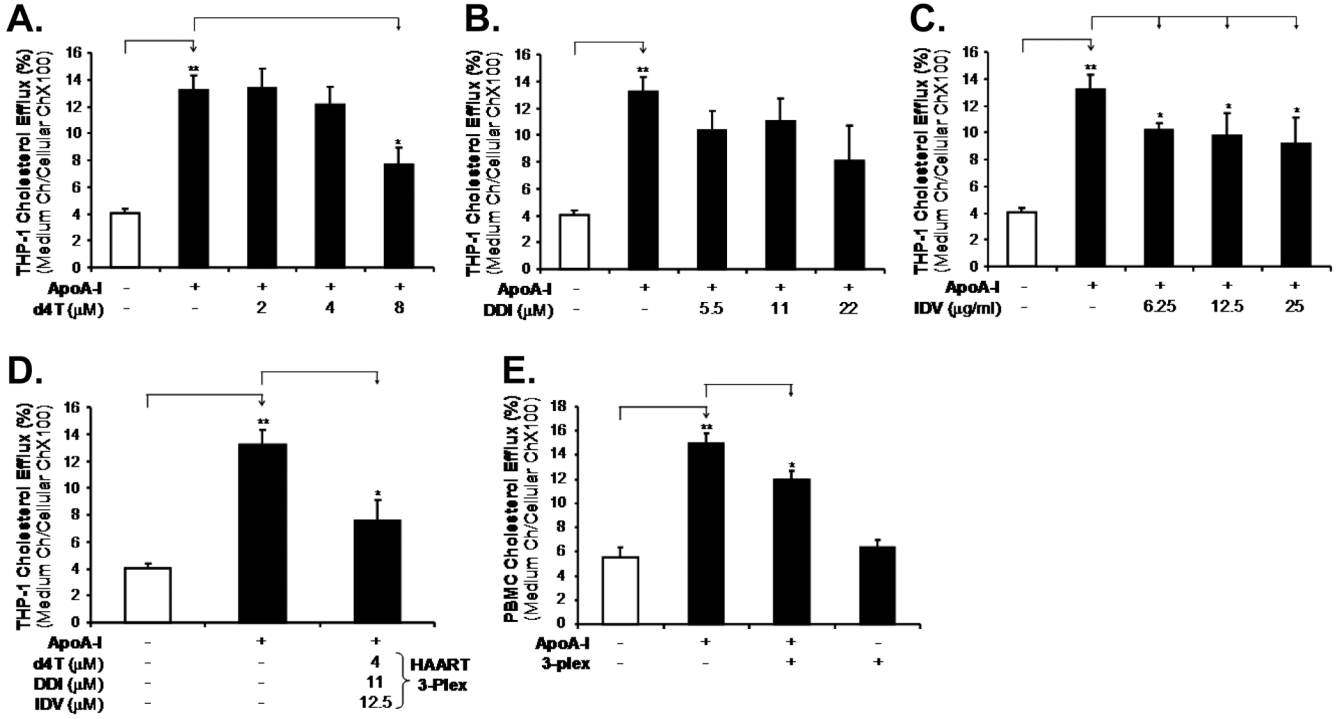 A.
THP-1 Cholesterol Efflux (%)
(Medium Ch/Cellular ChX100)
16
14
12
10
8
6
4
2
0
**
*
ApoA-I - + + + +
d4T (μM) - - 2 4 8
B.
THP-1 Cholesterol Efflux (%)
(Medium Ch/Cellular ChX100)
16
14
12
10
8
6
4
2
0
**
ApoA-I - + + + +
DDI (μM) - - 5.5 11 22
C.
THP-1 Cholesterol Efflux (%)
(Medium Ch/Cellular ChX100)
16
14
12
10
8
6
4
2
0
**
*
*
*
ApoA-I - + + + +
IDV (μg/ml) - - 6.25 12.5 25
D.
THP-1 Cholesterol Efflux (%)
(Medium Ch/Cellular ChX100)
16
14
12
10
8
6
4
2
0
**
*
ApoA-I - + +
d4T (μM) - - 4 HAART
DDI (μM) - - 11 3-Plex
IDV (μM) - - 12.5
E.
PBMC Cholesterol Efflux (%)
(Medium Ch/Cellular ChX100)
18
16
15
14
12
10
8
6
4
2
0
**
*
ApoA-I - + + -
3-plex - - + +